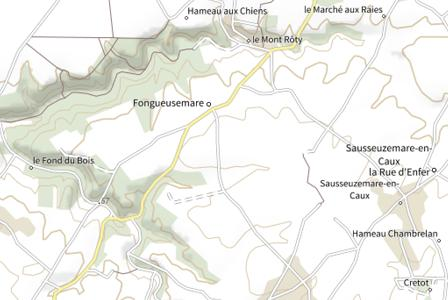 Hameau aux Chiens
le Marché aux Raies
le Mont Rôty
Fongueusemare
le Fond du Bois
Sausseuzemare-en-
Caux
la Rue d'Enfer
Sausseuzemare-en-
Caux
67
Hameau Chambrelan
Cretot